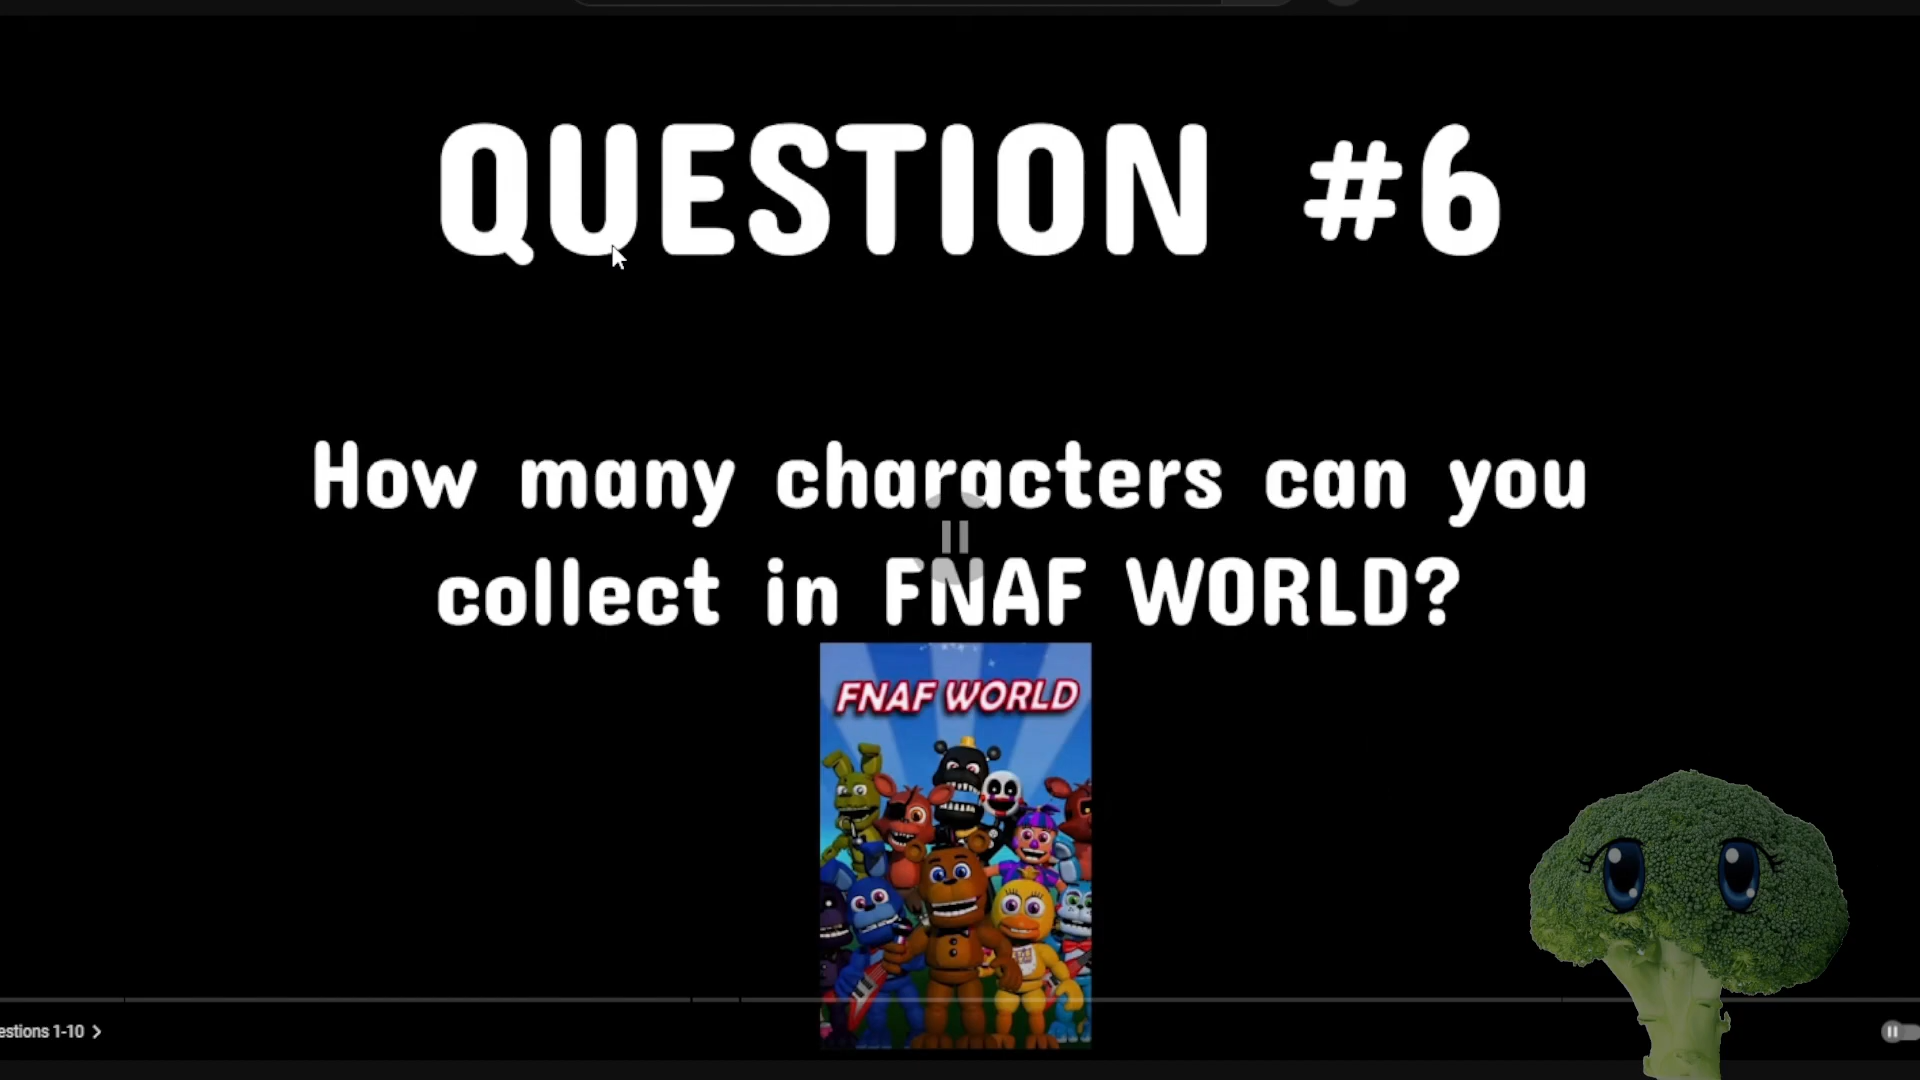 QUESTION #6
How many characters can you
collect in FNAF WORLD?
FNAF WORLD
estions 1-10